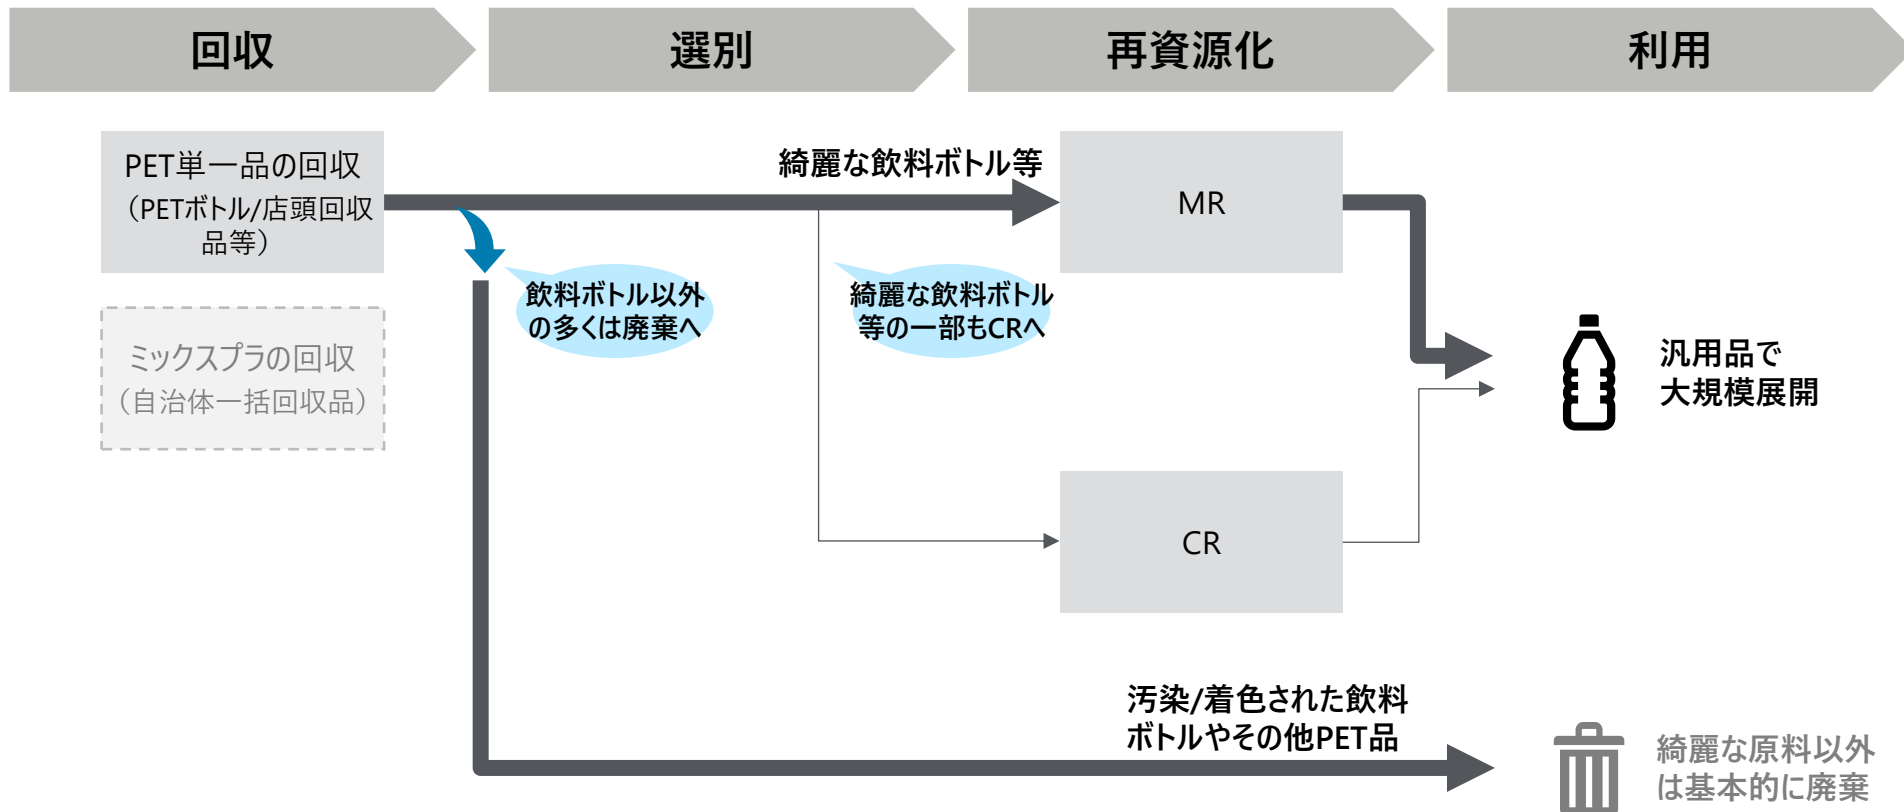 回収
選別
再資源化
利用
PET単一品の回収
（PETボトル/店頭回収
品等）
綺麗な飲料ボトル等
MR
飲料ボトル以外
の多くは廃棄へ
綺麗な飲料ボトル
等の一部もCRへ
ミックスプラの回収
（自治体一括回収品）
汎用品で
大規模展開
CR
汚染/着色された飲料
ボトルやその他PET品
綺麗な原料以外
は基本的に廃棄